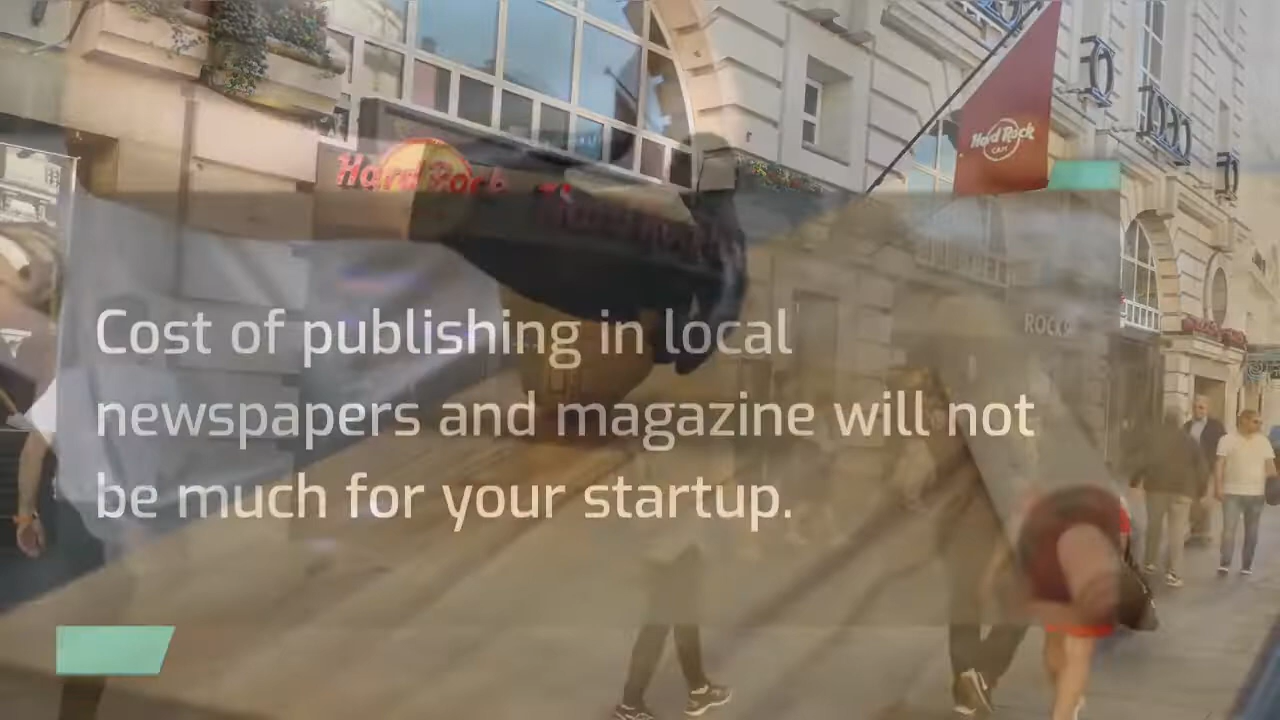 Hard Rock
Hard Rock
CAFE
ROCK
Cost of publishing in local
newspapers and magazine will not
be much for your startup.